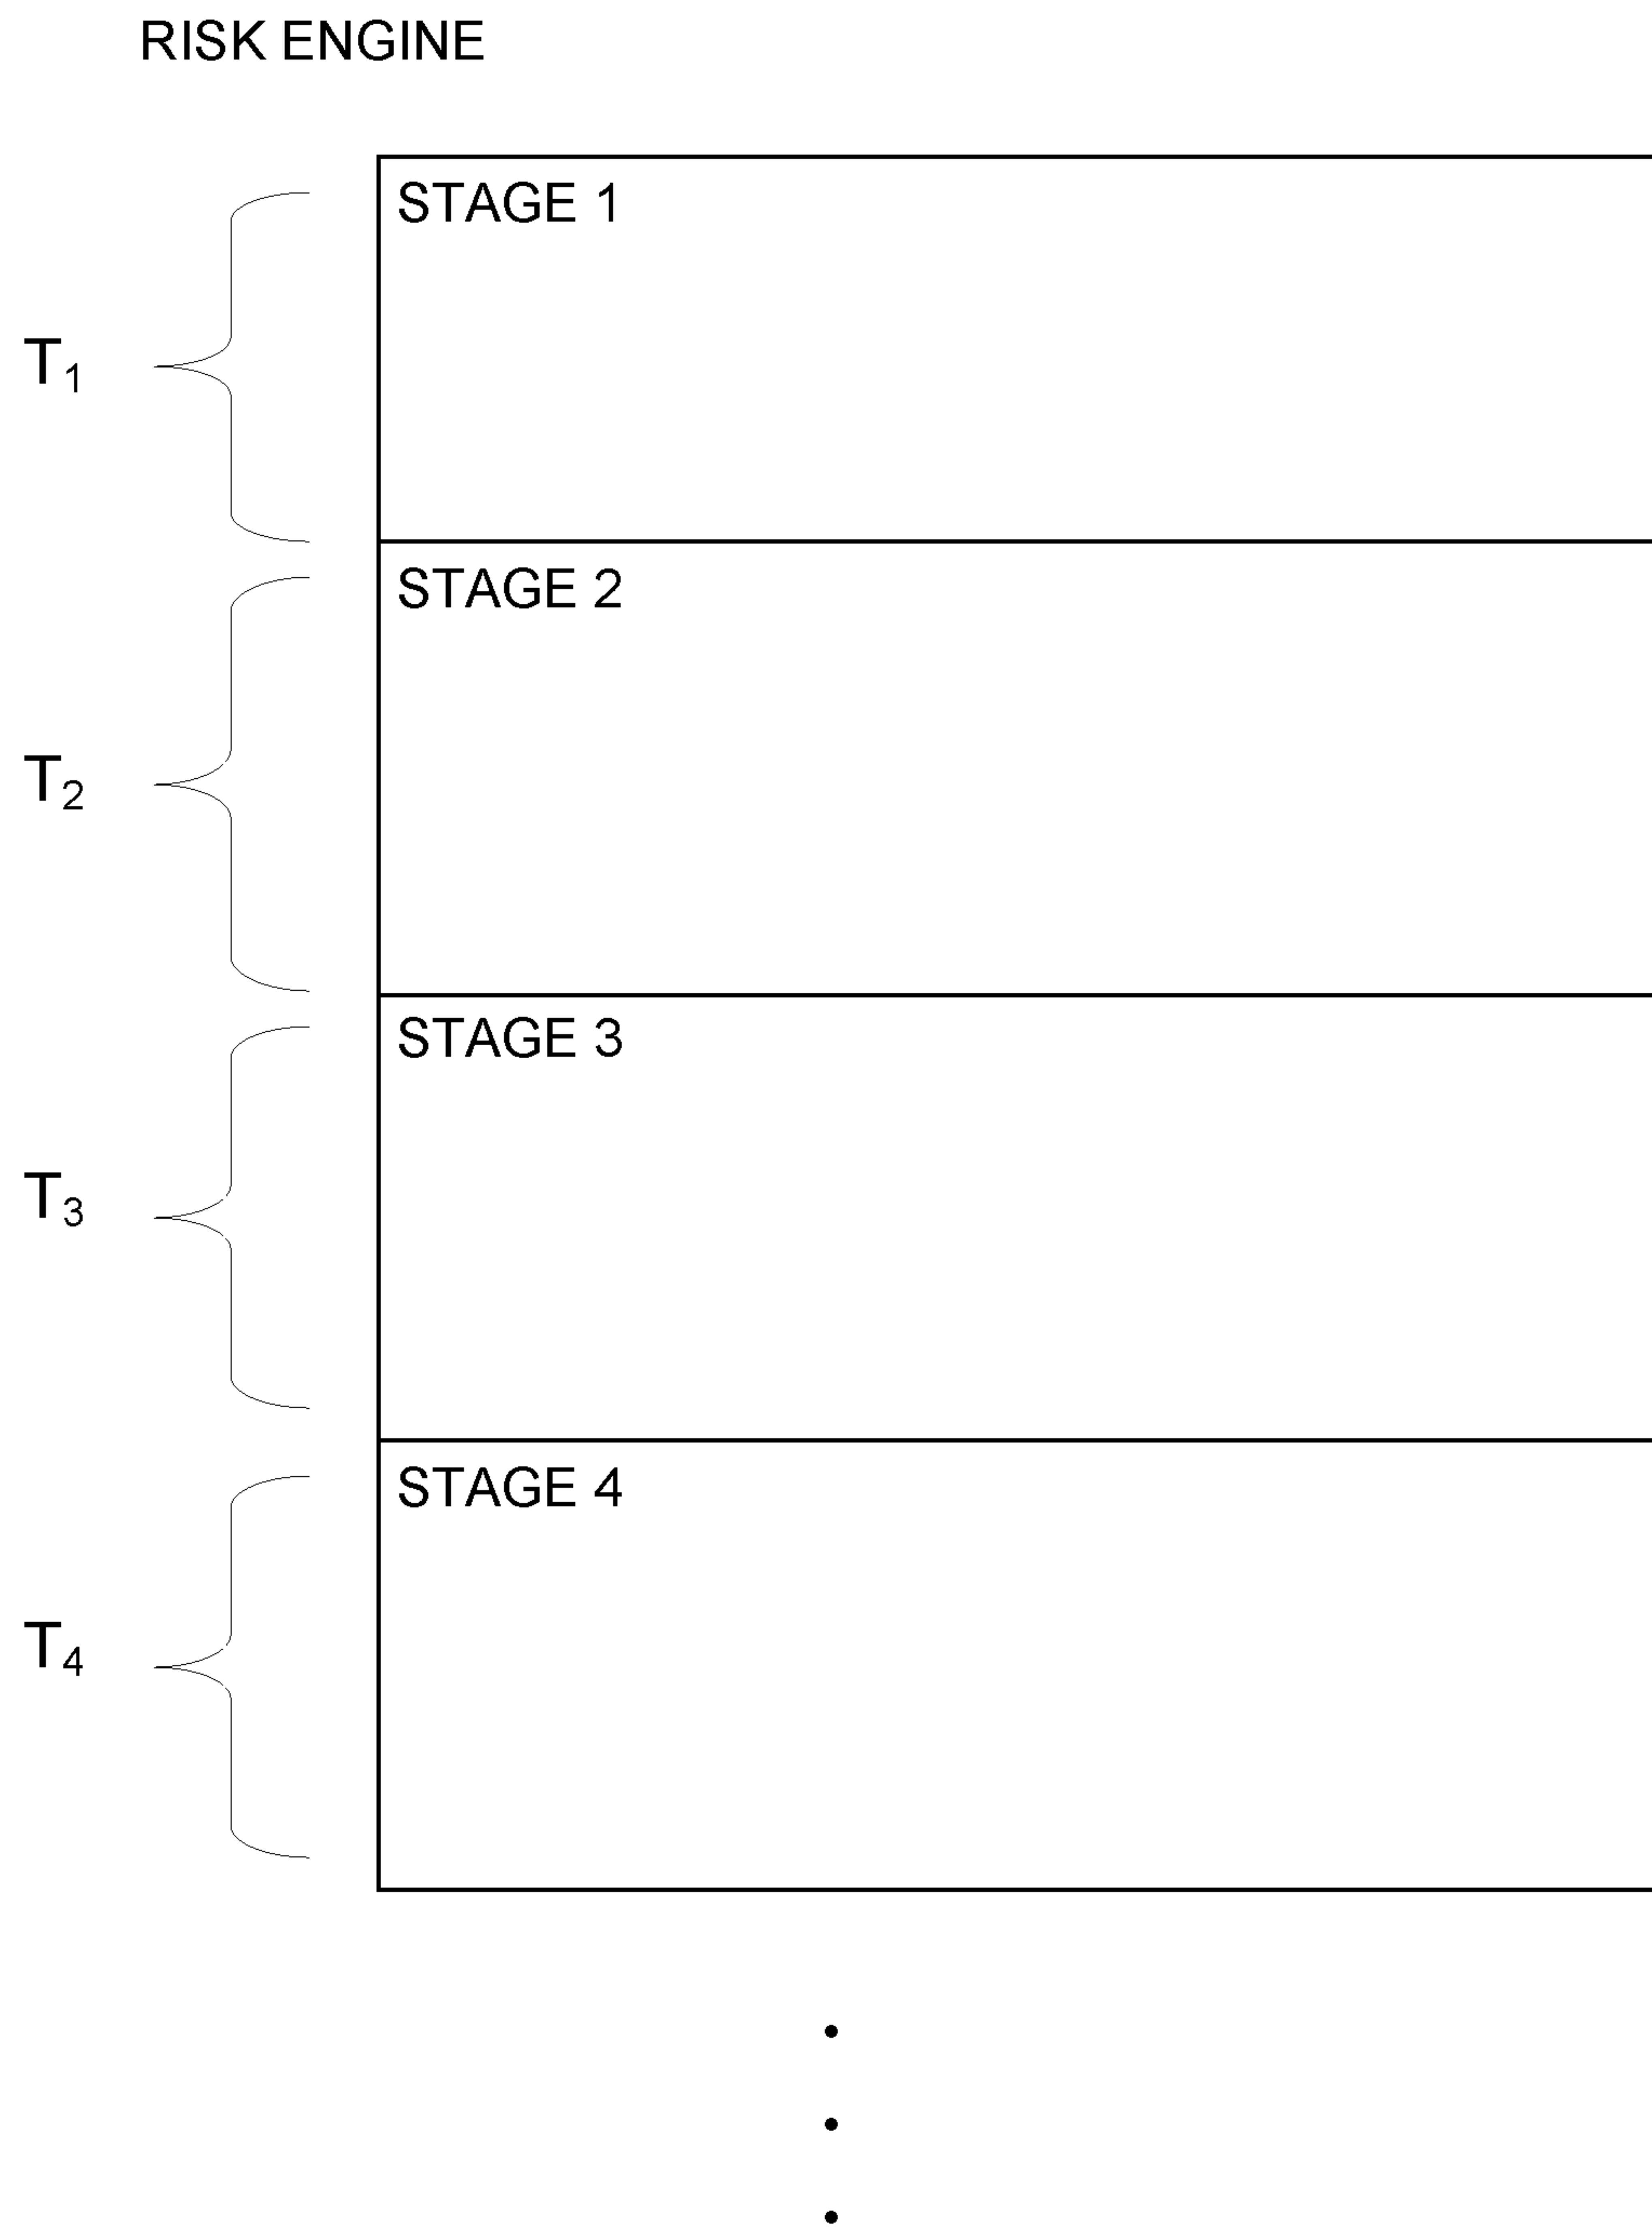 RISK ENGINE
STAGE 1
T1
STAGE 2
T2
STAGE 3
T3
STAGE 4
T4